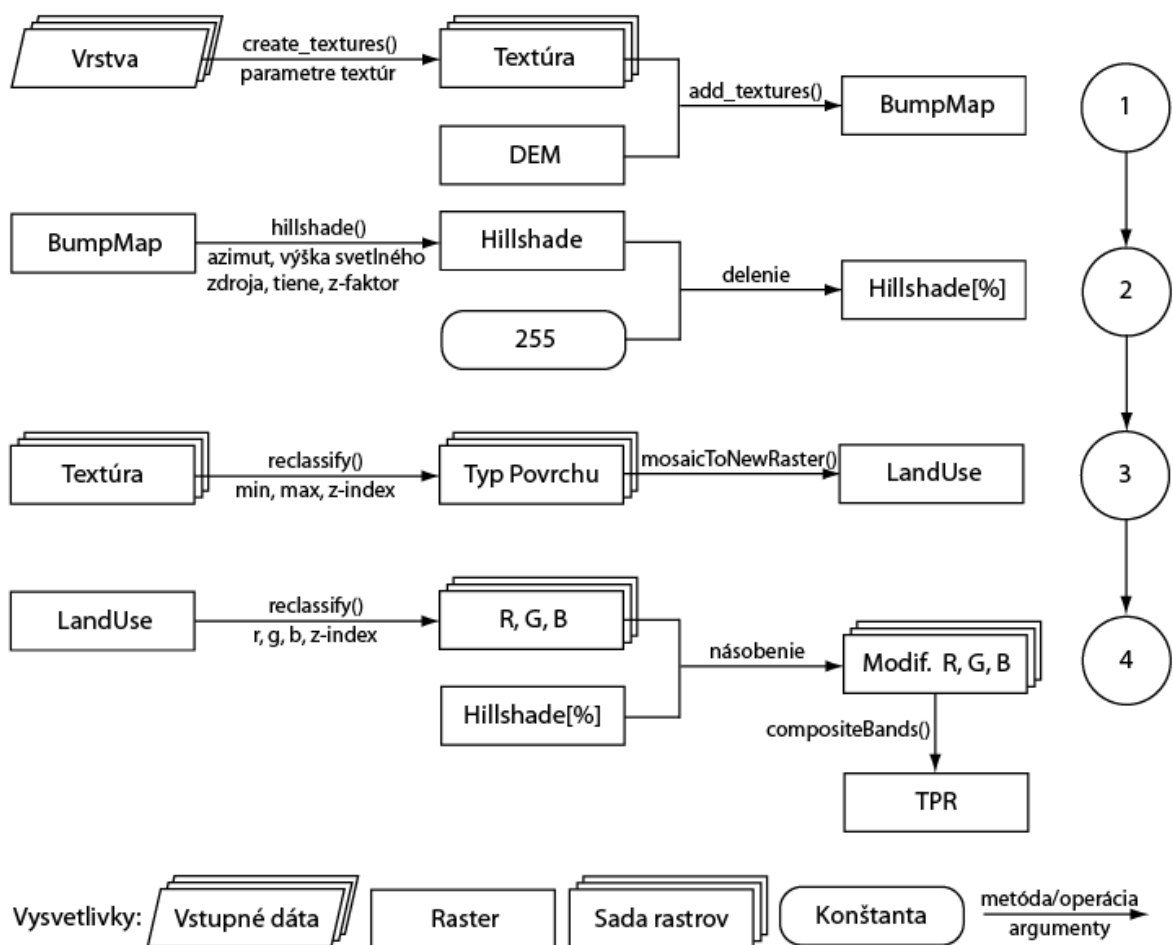 Vrstva
create_textures()
parametre textúr
Textúra
DEM
add_textures()
BumpMap
1
BumpMap
hillshade()
azimut, výška svetlného
zdroja, tiene, z-faktor
Hillshade
255
delenie
Hillshade[%]
2
Textúra
reclassify()
min, max, z-index
Typ Povrchu
mosaicToNewRaster()
LandUse
3
LandUse
reclassify()
r, g, b, z-index
R, G, B
Hillshade[%]
násobenie
Modif. R, G, B
4
compositeBands()
TPR
Vysvetlivky:
Vstupné dáta
Raster
Sada rastrov
Konštanta
metóda/operácia
argumenty